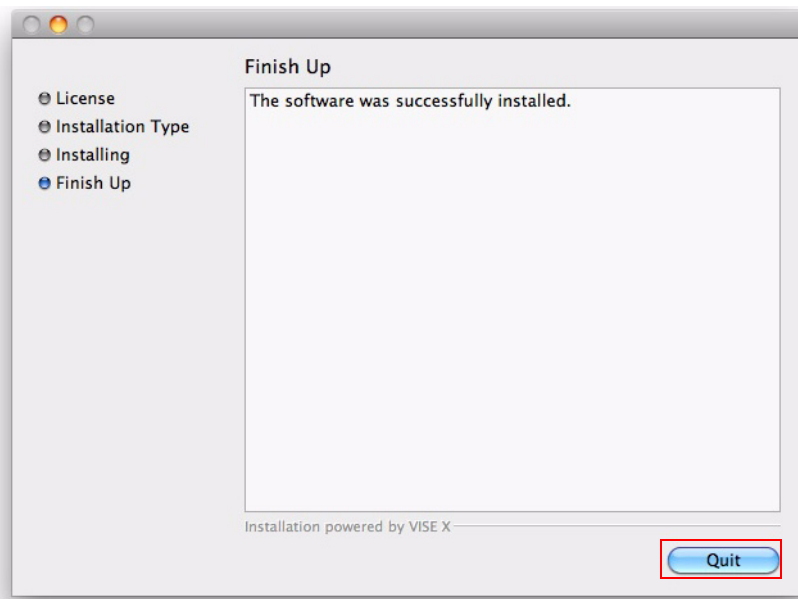 Finish Up
License
Installation Type
Installing
Finish Up
The software was successfully installed.
Installation powered by VISE X
Quit